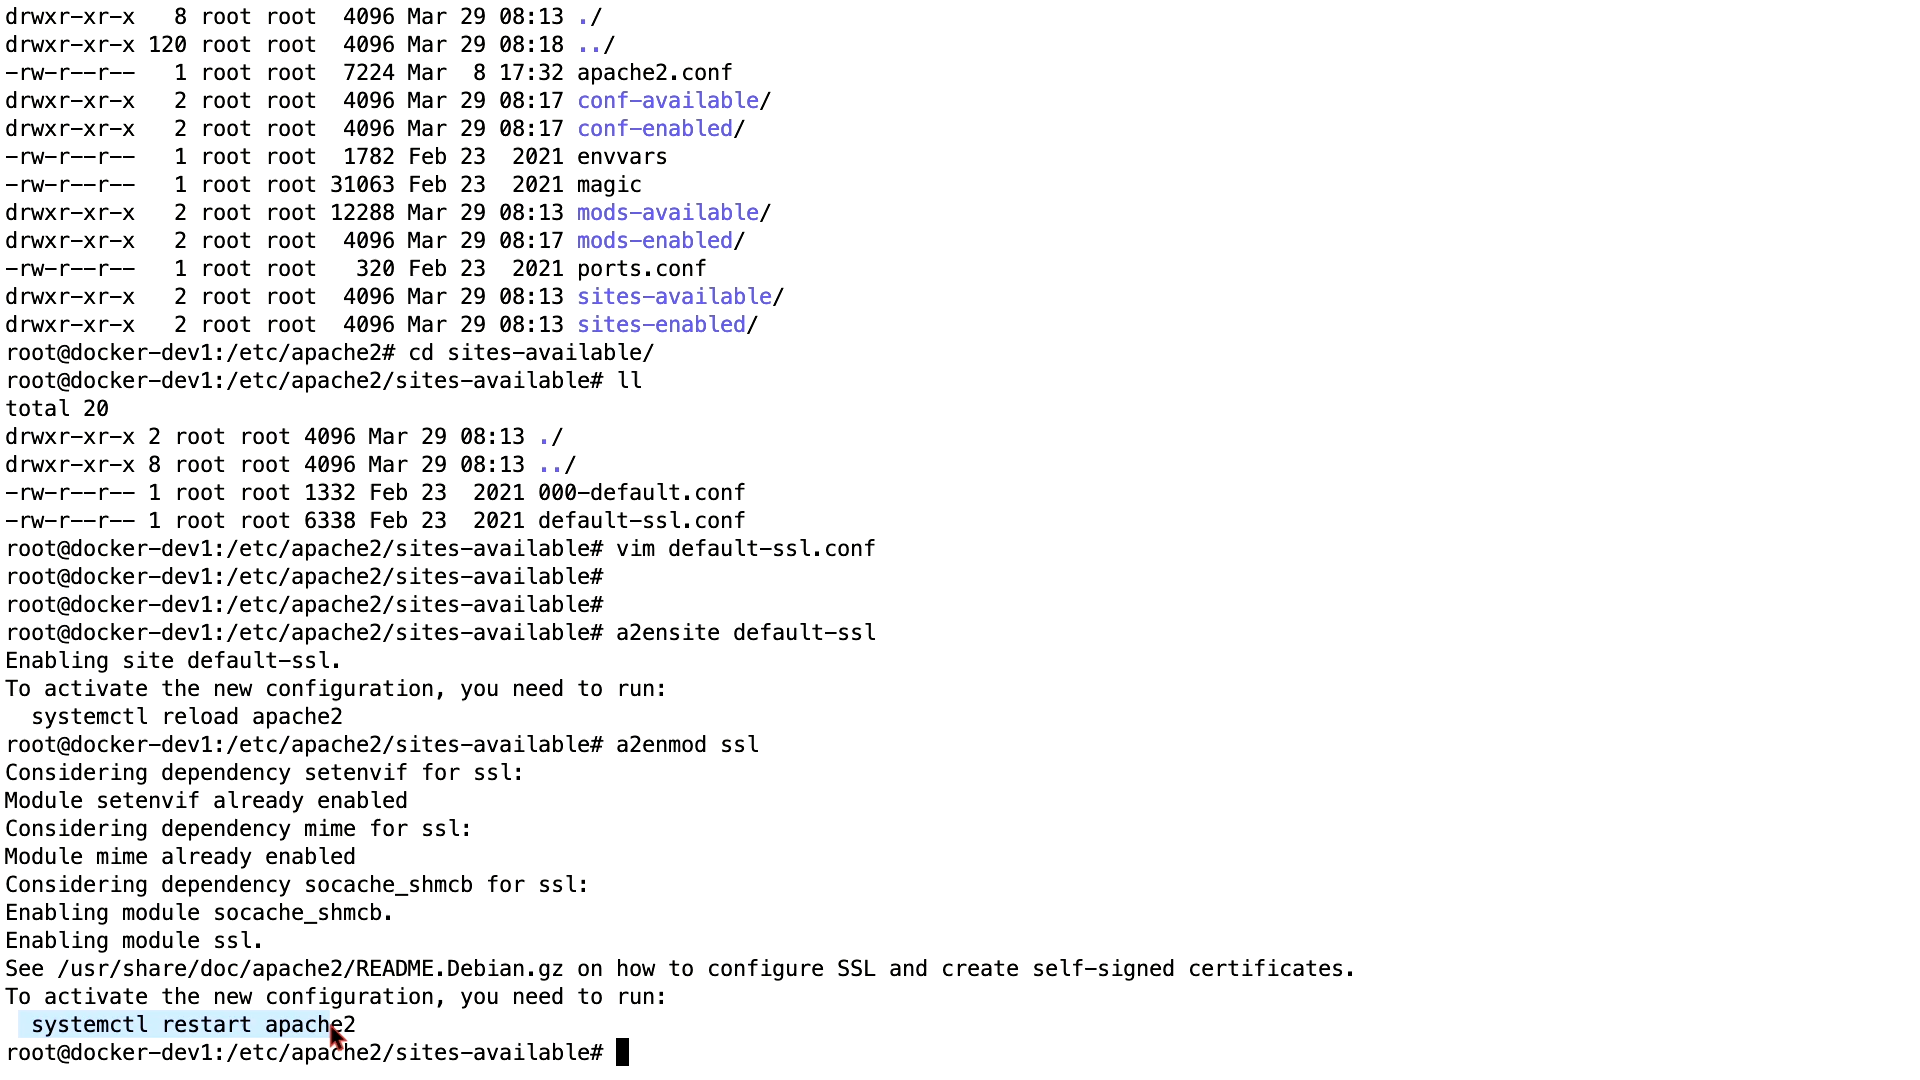 drwxr-xr-x   8 root root  4096 Mar 29 08:13 ./
drwxr-xr-x 120 root root  4096 Mar 29 08:18 ../
-rw-r--r--   1 root root  7224 Mar  8 17:32 apache2.conf
drwxr-xr-x   2 root root  4096 Mar 29 08:17 conf-available/
drwxr-xr-x   2 root root  4096 Mar 29 08:17 conf-enabled/
-rw-r--r--   1 root root  1782 Feb 23  2021 envvars
-rw-r--r--   1 root root 31063 Feb 23  2021 magic
drwxr-xr-x   2 root root 12288 Mar 29 08:13 mods-available/
drwxr-xr-x   2 root root  4096 Mar 29 08:17 mods-enabled/
-rw-r--r--   1 root root   320 Feb 23  2021 ports.conf
drwxr-xr-x   2 root root  4096 Mar 29 08:13 sites-available/
drwxr-xr-x   2 root root  4096 Mar 29 08:13 sites-enabled/
root@docker-dev1:/etc/apache2# cd sites-available/
root@docker-dev1:/etc/apache2/sites-available# ll
total 20
drwxr-xr-x 2 root root 4096 Mar 29 08:13 ./
drwxr-xr-x 8 root root 4096 Mar 29 08:13 ../
-rw-r--r-- 1 root root 1332 Feb 23  2021 000-default.conf
-rw-r--r-- 1 root root 6338 Feb 23  2021 default-ssl.conf
root@docker-dev1:/etc/apache2/sites-available# vim default-ssl.conf
root@docker-dev1:/etc/apache2/sites-available#
root@docker-dev1:/etc/apache2/sites-available#
root@docker-dev1:/etc/apache2/sites-available# a2ensite default-ssl
Enabling site default-ssl.
To activate the new configuration, you need to run:
  systemctl reload apache2
root@docker-dev1:/etc/apache2/sites-available# a2enmod ssl
Considering dependency setenvif for ssl:
Module setenvif already enabled
Considering dependency mime for ssl:
Module mime already enabled
Considering dependency socache_shmcb for ssl:
Enabling module socache_shmcb.
Enabling module ssl.
See /usr/share/doc/apache2/README.Debian.gz on how to configure SSL and create self-signed certificates.
To activate the new configuration, you need to run:
  systemctl restart apache2
root@docker-dev1:/etc/apache2/sites-available#